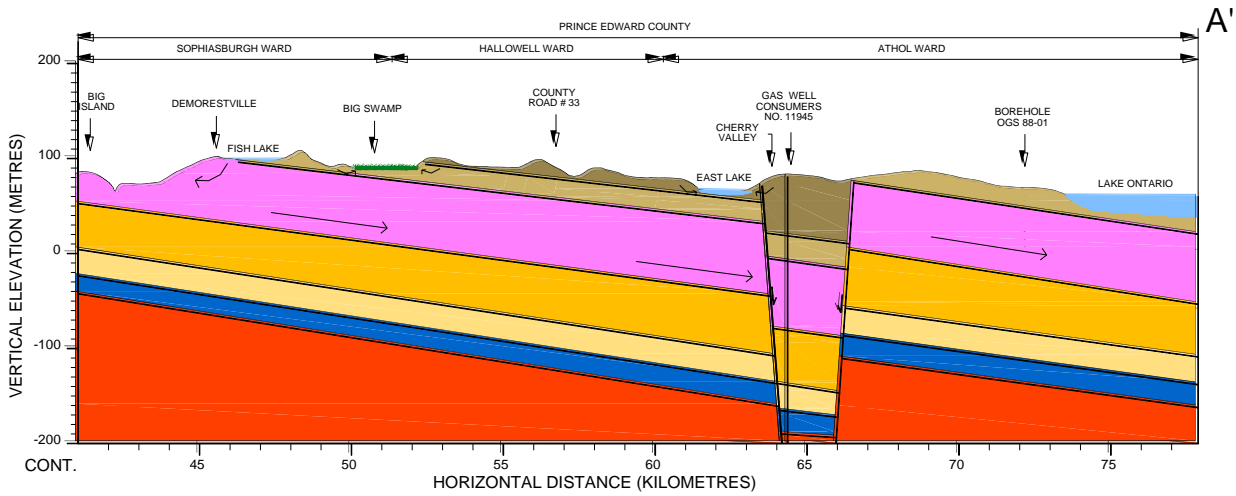 PRINCE EDWARD COUNTY
A'
SOPHIASBURGH WARD
HALLOWELL WARD
ATHOL WARD
200
BIG
ISLAND
DEMORESTVILLE
BIG SWAMP
COUNTY
ROAD # 33
GAS WELL
CONSUMERS
NO. 11945
CHERRY
VALLEY
BOREHOLE
OGS 88-01
FISH LAKE
EAST LAKE
LAKE ONTARIO
100
0
-100
-200
VERTICAL ELEVATION (METRES)
CONT.
45
50
55
60
65
70
75
HORIZONTAL DISTANCE (KILOMETRES)